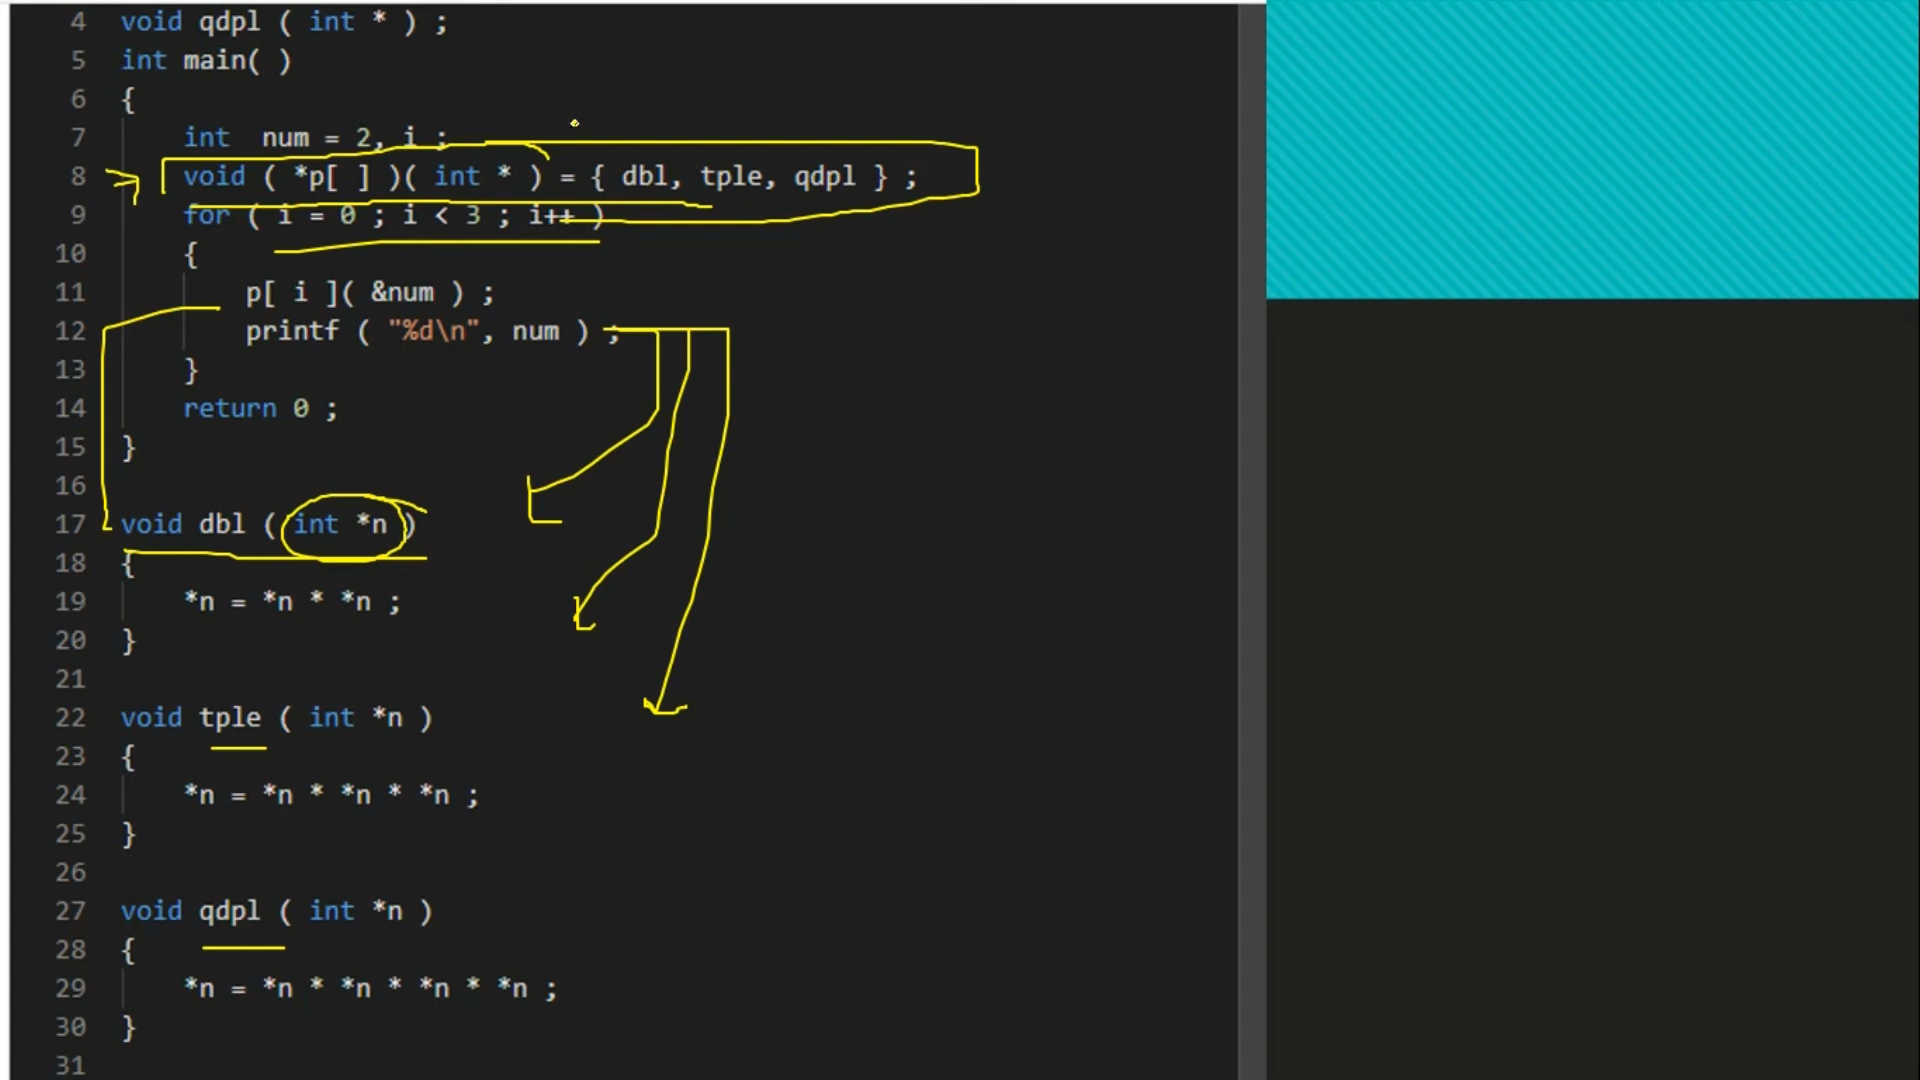 4 void qdpl ( int * ) ;
5 int main( )
6 {
7 int num = 2, i ;
8 void ( *p[ ] )( int * ) = { dbl, tple, qdpl } ;
9 for ( i = 0 ; i < 3 ; i++ )
10 {
11 p[ i ]( &num ) ;
12 printf ( "%d\n", num ) ;
13 }
14 return 0 ;
15 }
16
17 void dbl ( int *n )
18 {
19 *n = *n * *n ;
20 }
21
22 void tple ( int *n )
23 {
24 *n = *n * *n * *n ;
25 }
26
27 void qdpl ( int *n )
28 {
29 *n = *n * *n * *n * *n ;
30 }
31